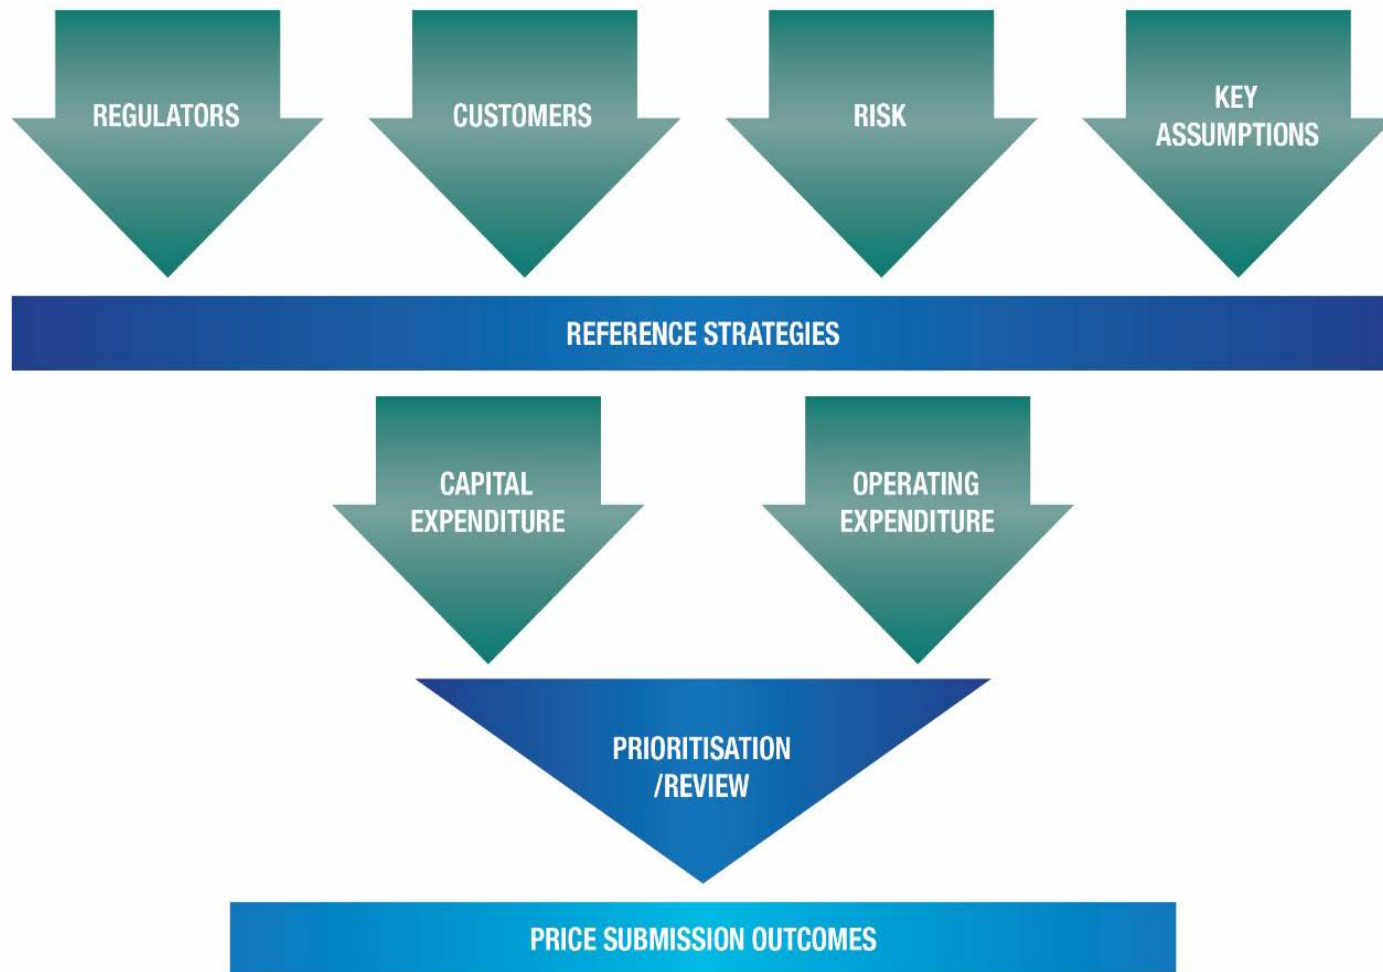 REGULATORS
CUSTOMERS
RISK
KEY
ASSUMPTIONS
REFERENCE STRATEGIES
CAPITAL
EXPENDITURE
OPERATING
EXPENDITURE
PRIORITISATION
/REVIEW
PRICE SUBMISSION OUTCOMES